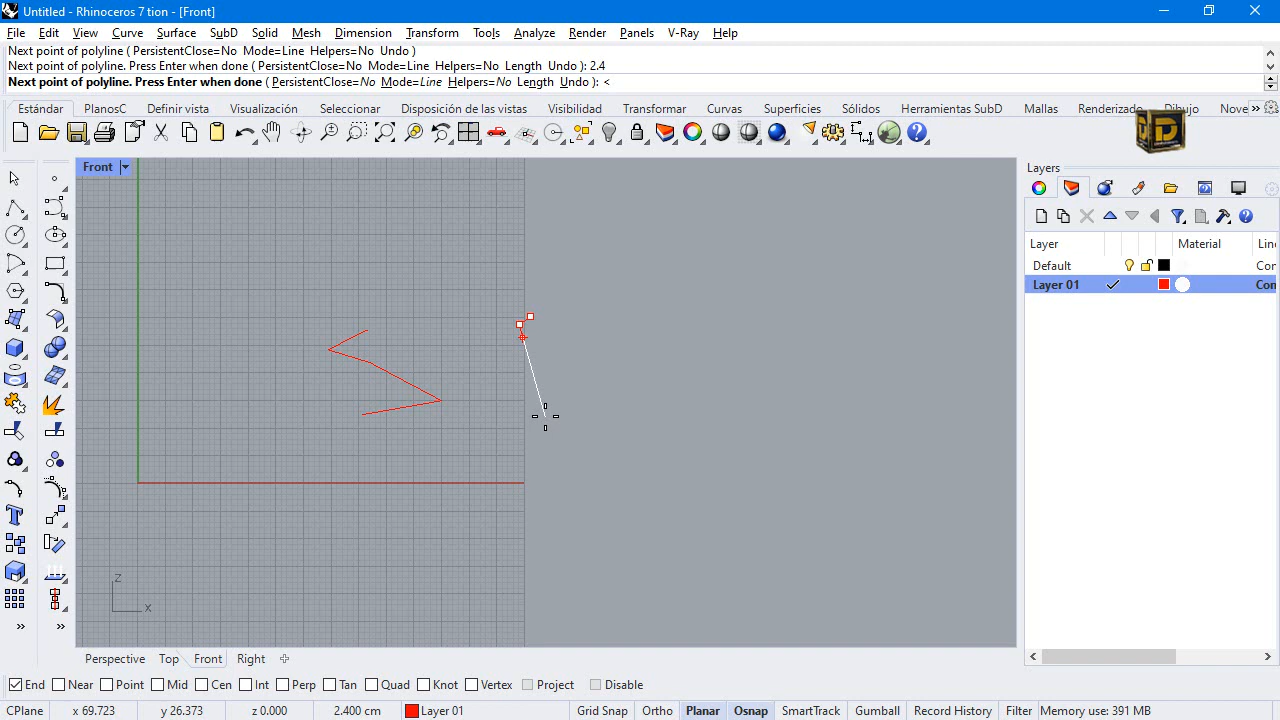 Untitled - Rhinoceros 7 tion - [Front]
File Edit View Curve Surface SubD Solid Mesh Dimension Transform Tools Analyze Render Panels V-Ray Help
Next point of polyline ( PersistentClose=No Mode=Line Helpers=No Undo )
Next point of polyline. Press Enter when done ( PersistentClose=No Mode=Line Helpers=No Length Undo ): 2.4
Next point of polyline. Press Enter when done ( PersistentClose=No Mode=Line Helpers=No Length Undo ): <
Estándar PlanosC Definir vista Visualización Seleccionar Disposición de las vistas Visibilidad Transformar Curvas Superficies Sólidos Herramientas SubD Mallas Renderizado Dibujo Nove »
Front
Layers
Layer Material Line
Default Con
Layer 01 Con
z
x
Perspective Top Front Right
End Near Point Mid Cen Int Perp Tan Quad Knot Vertex Project Disable
CPlane x 69.723 y 26.373 z 0.000 2.400 cm Layer 01 Grid Snap Ortho Planar Osnap SmartTrack Gumball Record History Filter Memory use: 391 MB